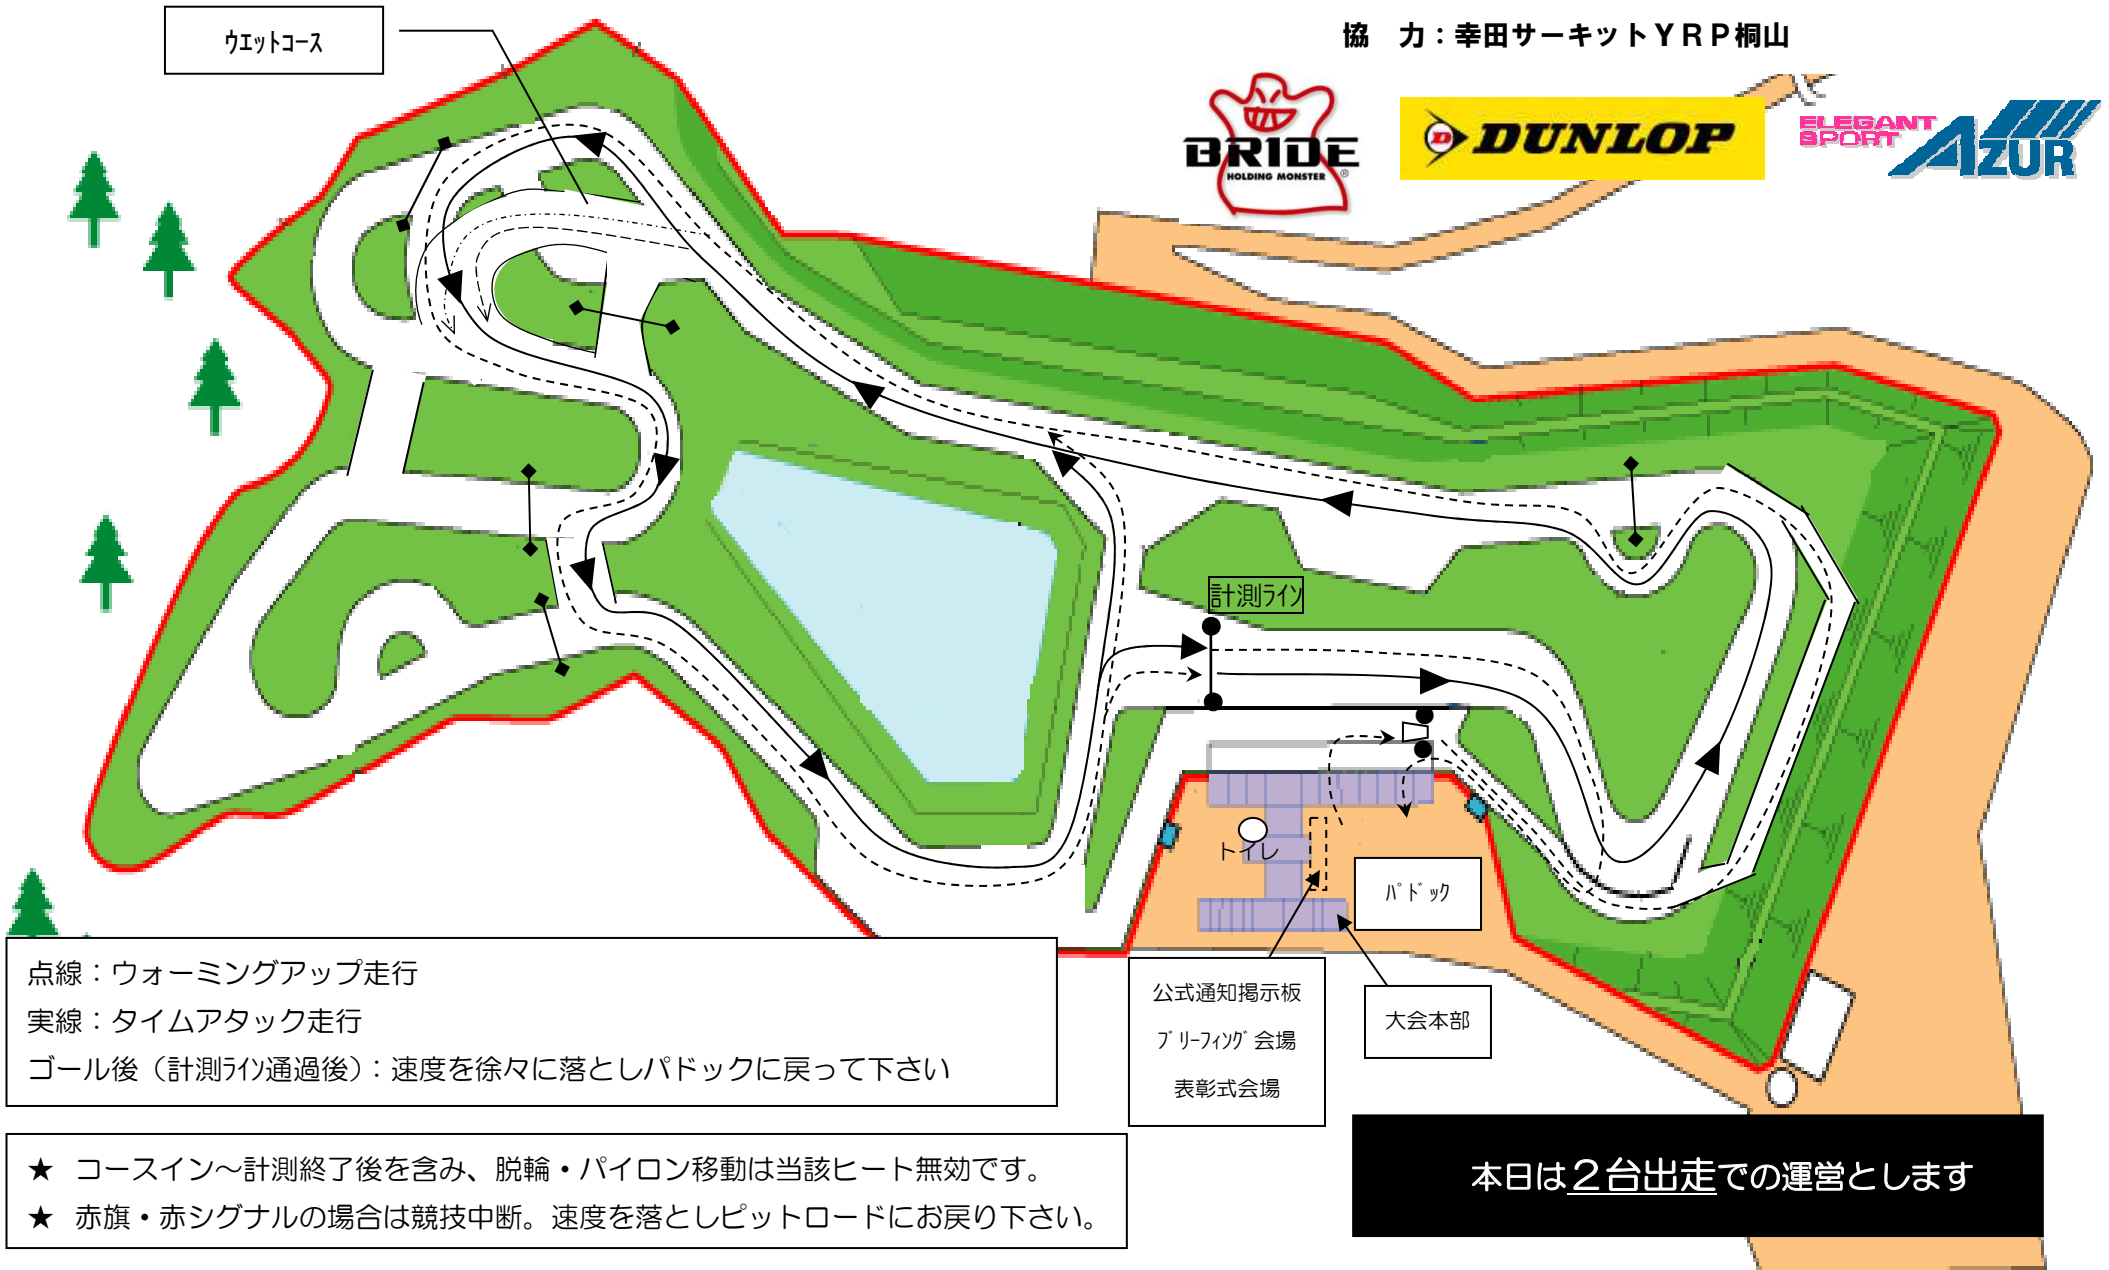 ｳｴｯﾄｺｰｽ
協　力：幸田サーキットＹＲＰ桐山
BRIDE
HOLDING MONSTER
®
D DUNLOP
ELEGANT
SPORT
AZUR
計測ﾗｲﾝ
トイレ
ﾊﾟﾄﾞｯｸ
公式通知掲示板
ﾌﾞﾘｰﾌｨﾝｸﾞ会場
表彰式会場
大会本部
点線：ウォーミングアップ走行
実線：タイムアタック走行
ゴール後（計測ﾗｲﾝ通過後）：速度を徐々に落としパドックに戻って下さい
★　コースイン～計測終了後を含み、脱輪・パイロン移動は当該ヒート無効です。
★　赤旗・赤シグナルの場合は競技中断。速度を落としピットロードにお戻り下さい。
本日は２台出走での運営とします